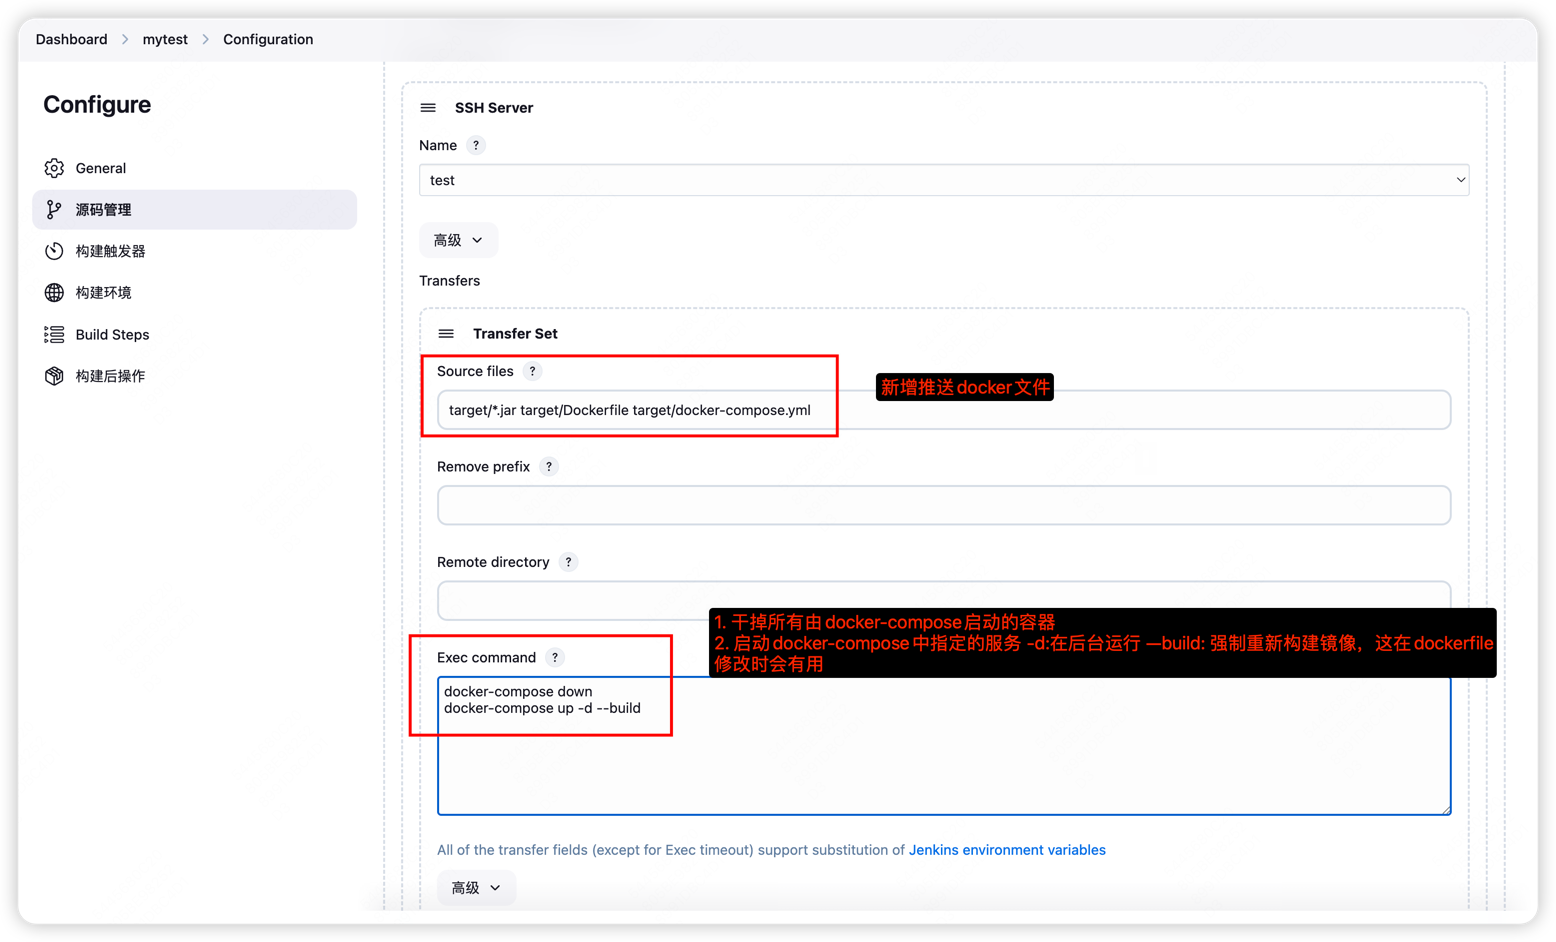 Dashboard > mytest > Configuration
Configure
General
源码管理
构建触发器
构建环境
Build Steps
构建后操作
SSH Server
Name ?
test
高级
Transfers
Transfer Set
Source files ?
新增推送docker文件
target/*.jar target/Dockerfile target/docker-compose.yml
Remove prefix ?
Remote directory ?
1. 干掉所有由docker-compose启动的容器
2. 启动docker-compose中指定的服务 -d:在后台运行 —build: 强制重新构建镜像，这在dockerfile
修改时会有用
Exec command ?
docker-compose down
docker-compose up -d --build
All of the transfer fields (except for Exec timeout) support substitution of Jenkins environment variables
高级